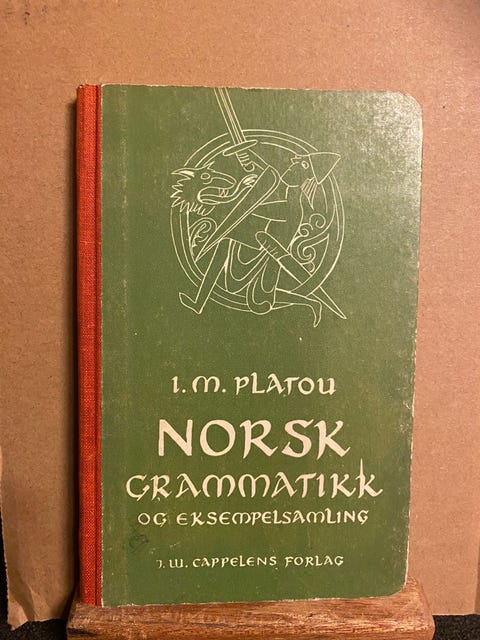 I. M. PLATOU
NORSK
GRAMMATIKK
OG EKSEMPELSAMLING
J. W. CAPPELENS FORLAG